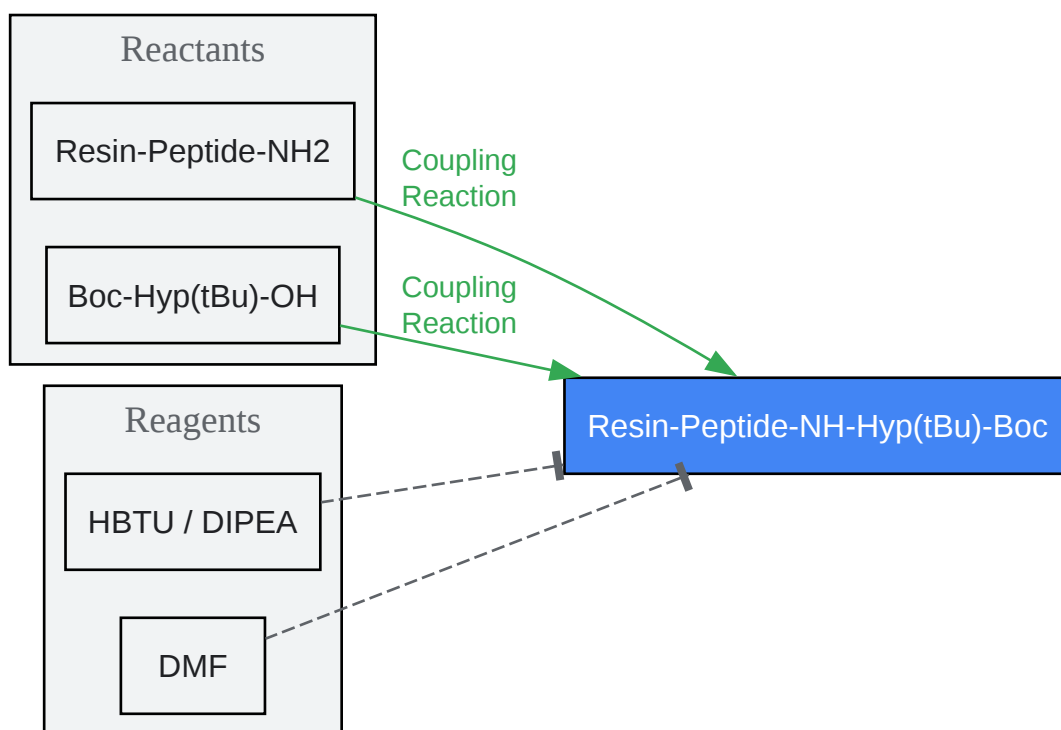 Reactants
Resin-Peptide-NH2
Coupling
Reaction
Boc-Hyp(tBu)-OH
Coupling
Reaction
Resin-Peptide-NH-Hyp(tBu)-Boc
Reagents
HBTU / DIPEA
DMF